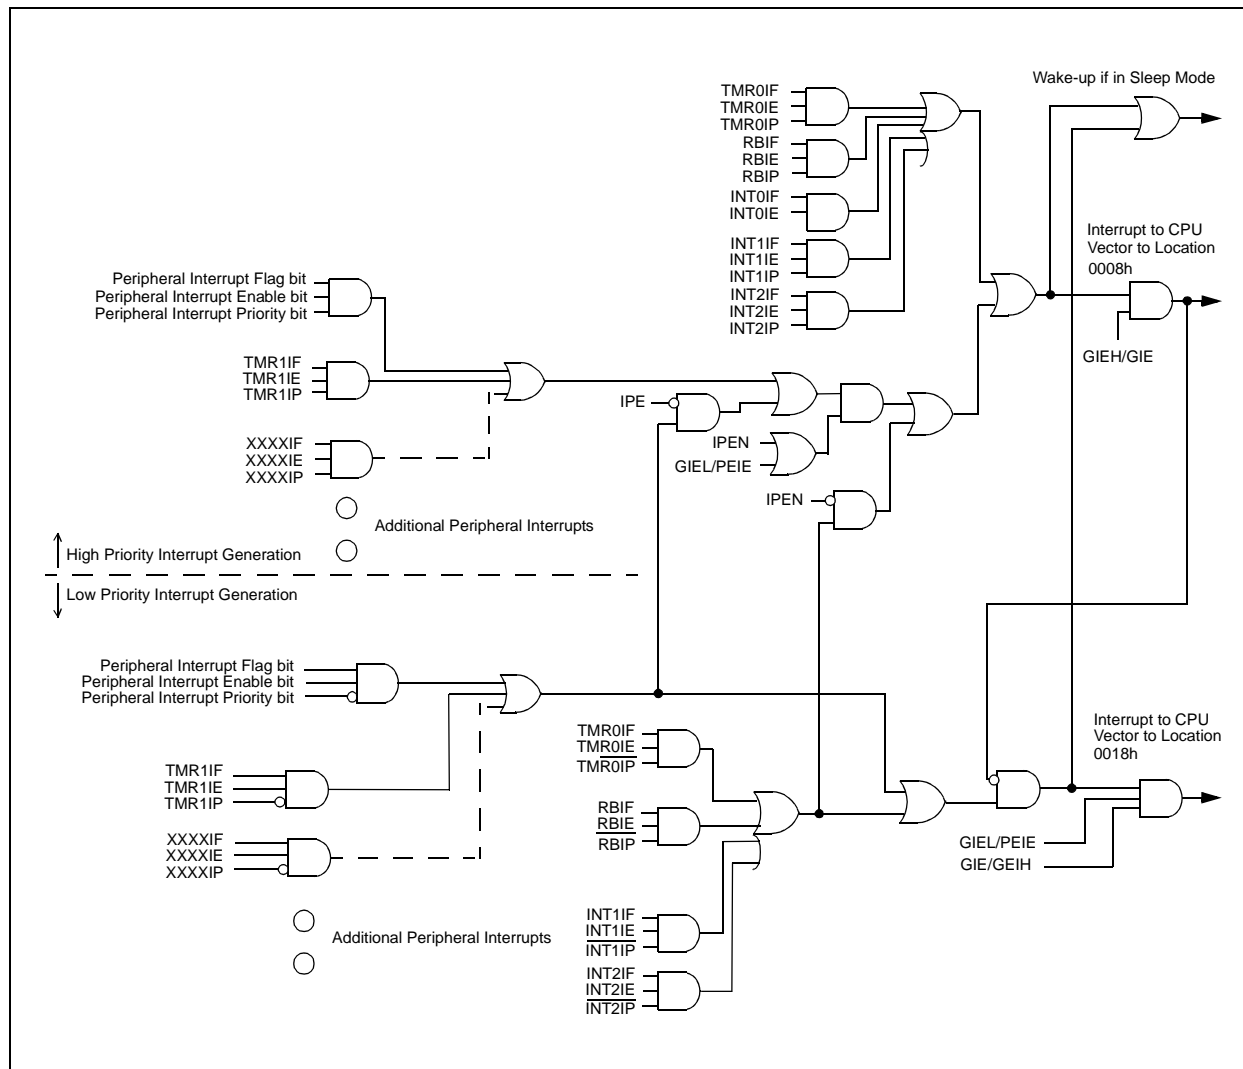 Wake-up if in Sleep Mode
TMR0IF
TMR0IE
TMR0IP
RBIF
RBIE
RBIP
INT0IF
INT0IE
INT1IF
INT1IE
INT1IP
INT2IF
INT2IE
INT2IP
Interrupt to CPU
Vector to Location
0008h
GIEH/GIE
Peripheral Interrupt Flag bit
Peripheral Interrupt Enable bit
Peripheral Interrupt Priority bit
TMR1IF
TMR1IE
TMR1IP
XXXXIF
XXXXIE
XXXXIP
IPE
IPEN
GIEL/PEIE
IPEN
Additional Peripheral Interrupts
High Priority Interrupt Generation
Low Priority Interrupt Generation
Peripheral Interrupt Flag bit
Peripheral Interrupt Enable bit
Peripheral Interrupt Priority bit
TMR1IF
TMR1IE
TMR1IP
XXXXIF
XXXXIE
XXXXIP
Additional Peripheral Interrupts
TMR0IF
TMR0IE
TMR0IP
RBIF
RBIE
RBIP
INT1IF
INT1IE
INT1IP
INT2IF
INT2IE
INT2IP
Interrupt to CPU
Vector to Location
0018h
GIEL/PEIE
GIE/GEIH